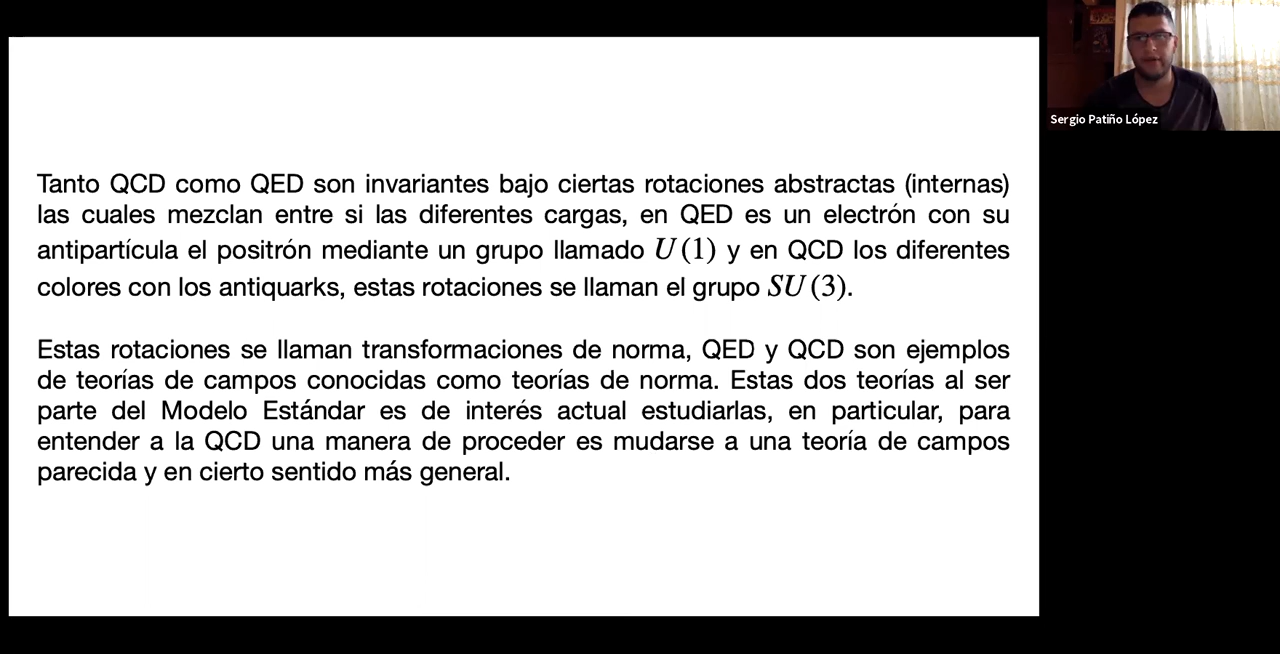 Tanto QCD como QED son invariantes bajo ciertas rotaciones abstractas (internas)
las cuales mezclan entre si las diferentes cargas, en QED es un electrón con su
antipartícula el positrón mediante un grupo llamado U(1) y en QCD los diferentes
colores con los antiquarks, estas rotaciones se llaman el grupo SU(3).
Estas rotaciones se llaman transformaciones de norma, QED y QCD son ejemplos
de teorías de campos conocidas como teorías de norma. Estas dos teorías al ser
parte del Modelo Estándar es de interés actual estudiarlas, en particular, para
entender a la QCD una manera de proceder es mudarse a una teoría de campos
parecida y en cierto sentido más general.
Sergio Patiño López